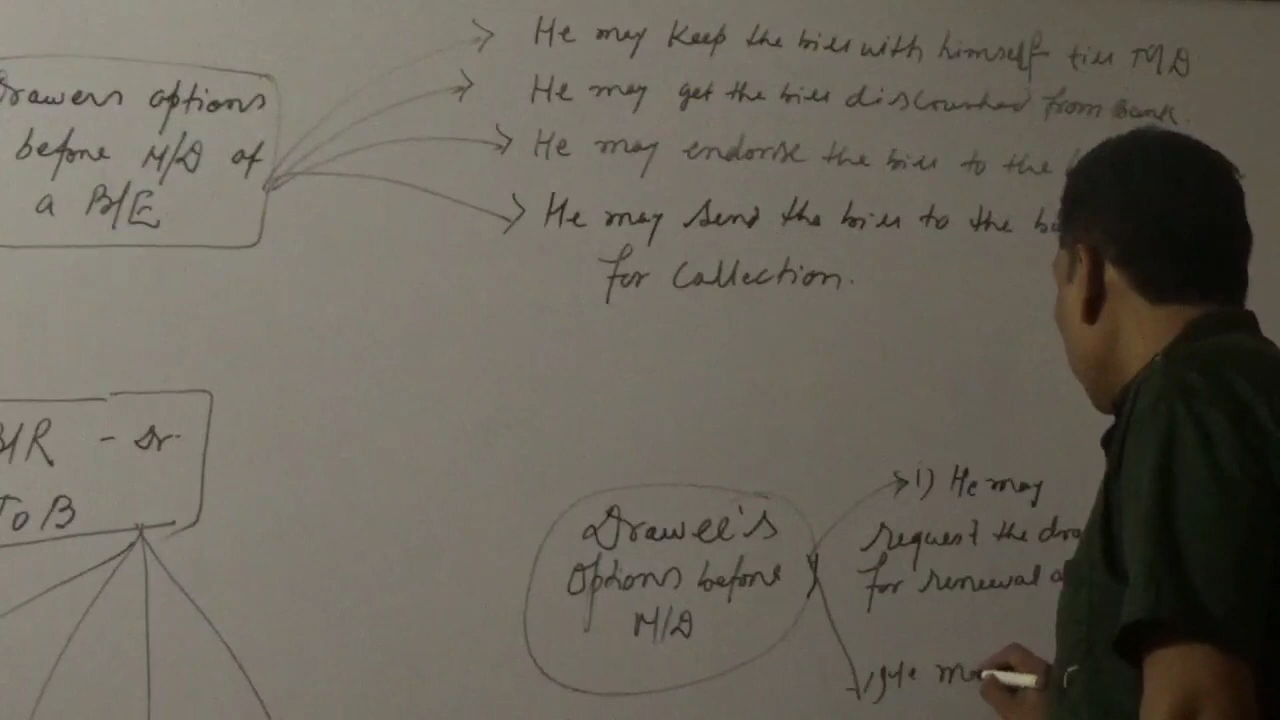 Drawers options
before M/D of
a B/E
He may keep the bill with himself till M/D
He may get the bill discounted from Bank.
He may endorse the bill to the
He may send the bill to the
for collection.
B/R - Dr.
To B
Drawee's
options before
M/D
1) He may
request the
for renewal
He